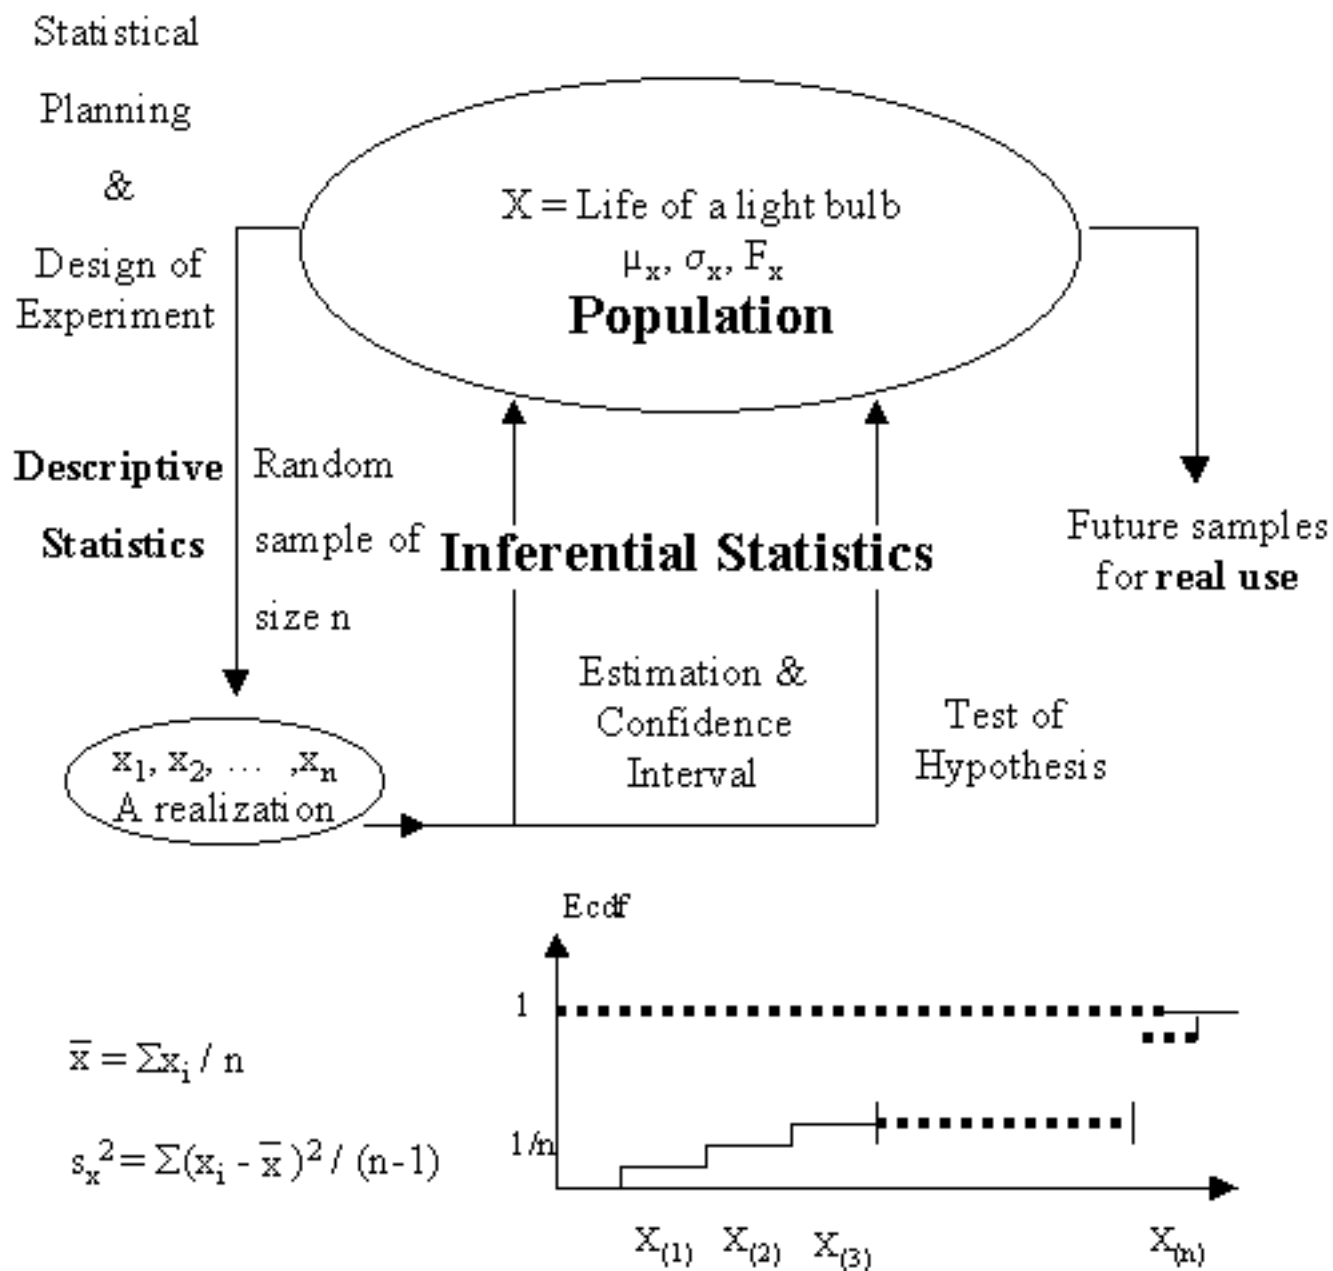 Statistical
Planning
&
Design of
Experiment
X = Life of a light bulb
μx, σx, Fx
Population
Descriptive
Statistics
Random
sample of
size n
Inferential Statistics
Future samples
for real use
Estimation &
Confidence
Interval
Test of
Hypothesis
x1, x2, ... ,xn
A realization
Ecdf
1
1/n
X(1) X(2) X(3) X(n)
x̅ = Σxi / n
sx² = Σ(xi - x̅ )² / (n-1)